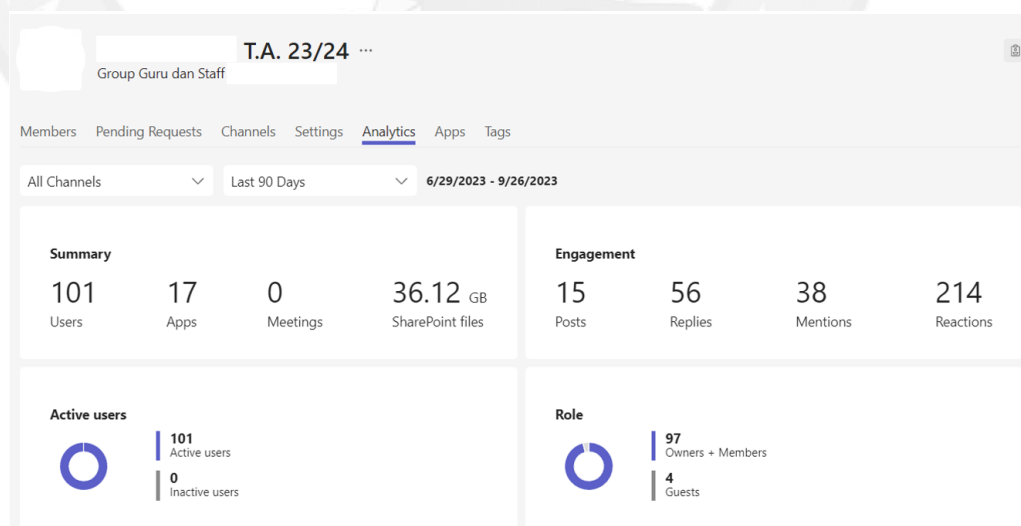 T.A. 23/24 ...
Group Guru dan Staff
Members Pending Requests Channels Settings Analytics Apps Tags
All Channels Last 90 Days 6/29/2023 - 9/26/2023
Summary
101 17 0 36.12 GB
Users Apps Meetings SharePoint files
Engagement
15 56 38 214
Posts Replies Mentions Reactions
Active users
101
Active users
0
Inactive users
Role
97
Owners + Members
4
Guests